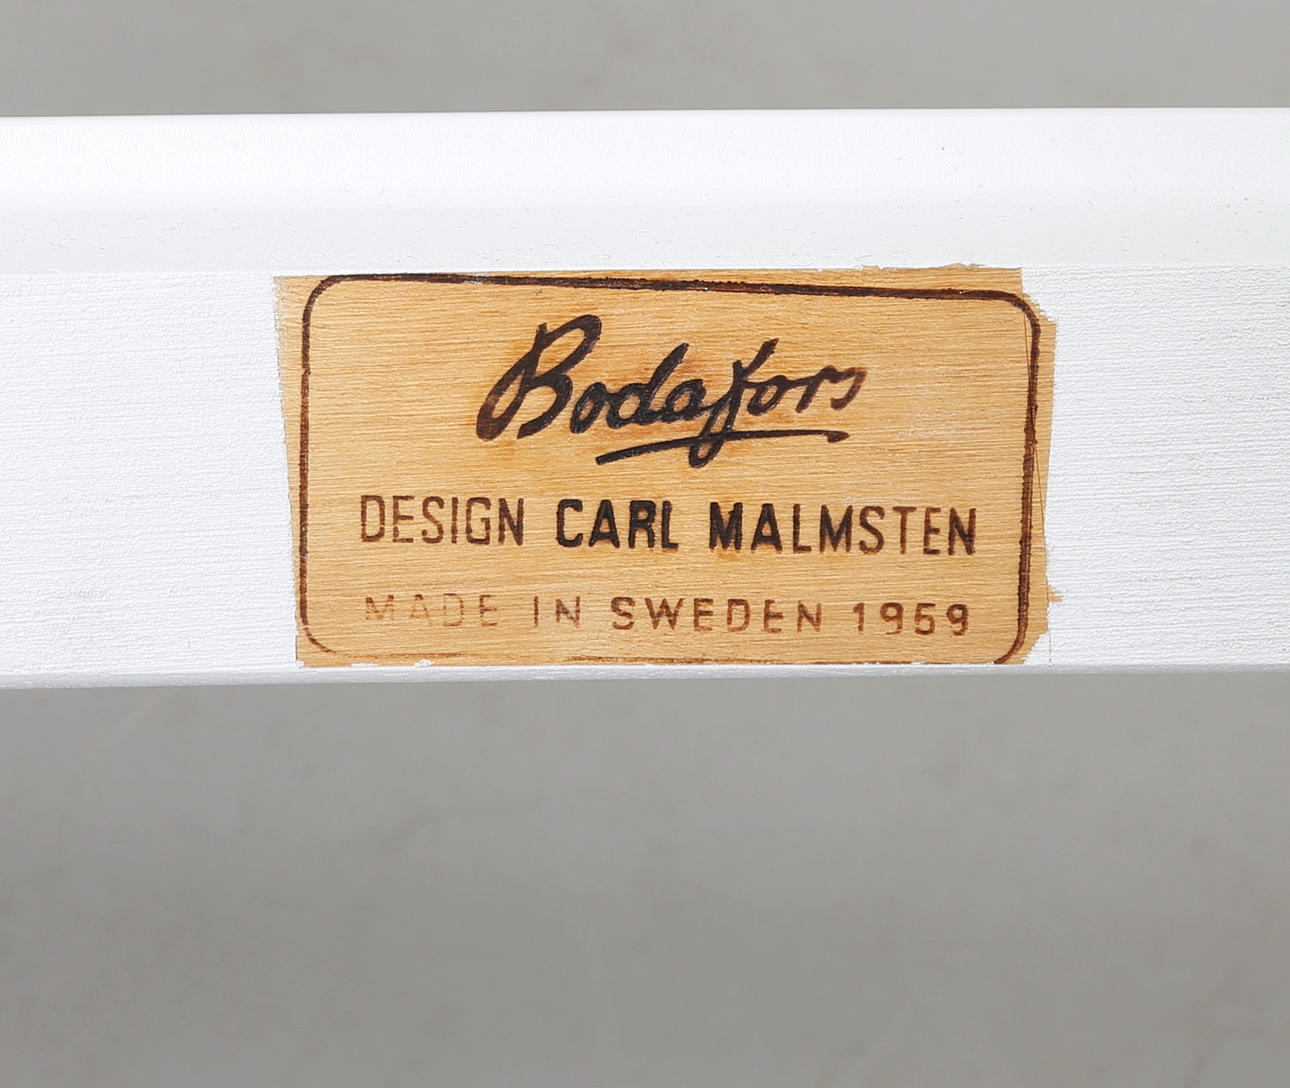 Bodafors
DESIGN CARL MALMSTEN
MADE IN SWEDEN 1959